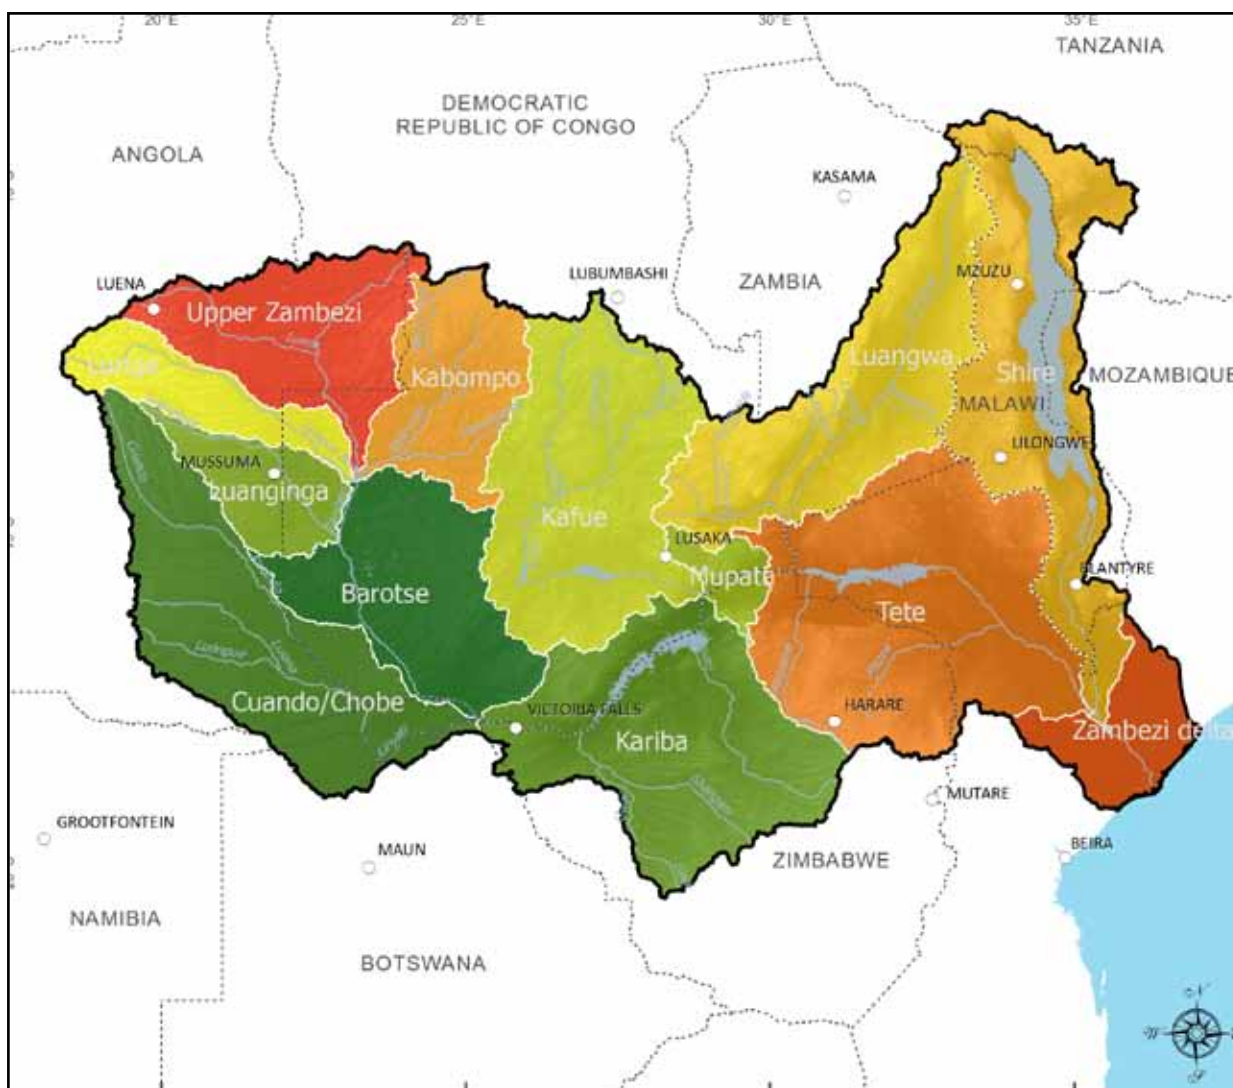 20°E
25°E
30°E
35°E
TANZANIA
DEMOCRATIC
REPUBLIC OF CONGO
ANGOLA
KASAMA
LUENA
LUBUMBASHI
ZAMBIA
MZUZU
Upper Zambezi
Luangwa
Kabompo
Shire
MOZAMBIQUE
MALAWI
LILONGWE
MUSSUMA
Luanginga
Kafue
LUSAKA
Mupata
BLANTYRE
Barotse
Tete
Cuando/Chobe
VICTOIBA FALLS
HARARE
Kariba
Zambezi delta
MUTARE
GROOTFONTEIN
MAUN
BEIRA
ZIMBABWE
NAMIBIA
BOTSWANA
N
W
S